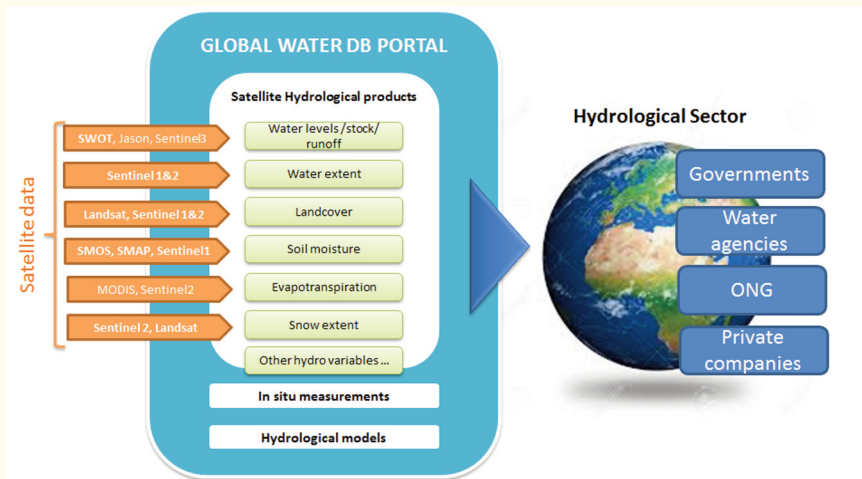 GLOBAL WATER DB PORTAL
Satellite Hydrological products
Satellite data
SWOT, Jason, Sentinel3
Water levels /stock/
runoff
Sentinel 1&2
Water extent
Landsat, Sentinel 1&2
Landcover
SMOS, SMAP, Sentinel1
Soil moisture
MODIS, Sentinel2
Evapotranspiration
Sentinel 2, Landsat
Snow extent
Other hydro variables ...
In situ measurements
Hydrological models
Hydrological Sector
Governments
Water
agencies
ONG
Private
companies